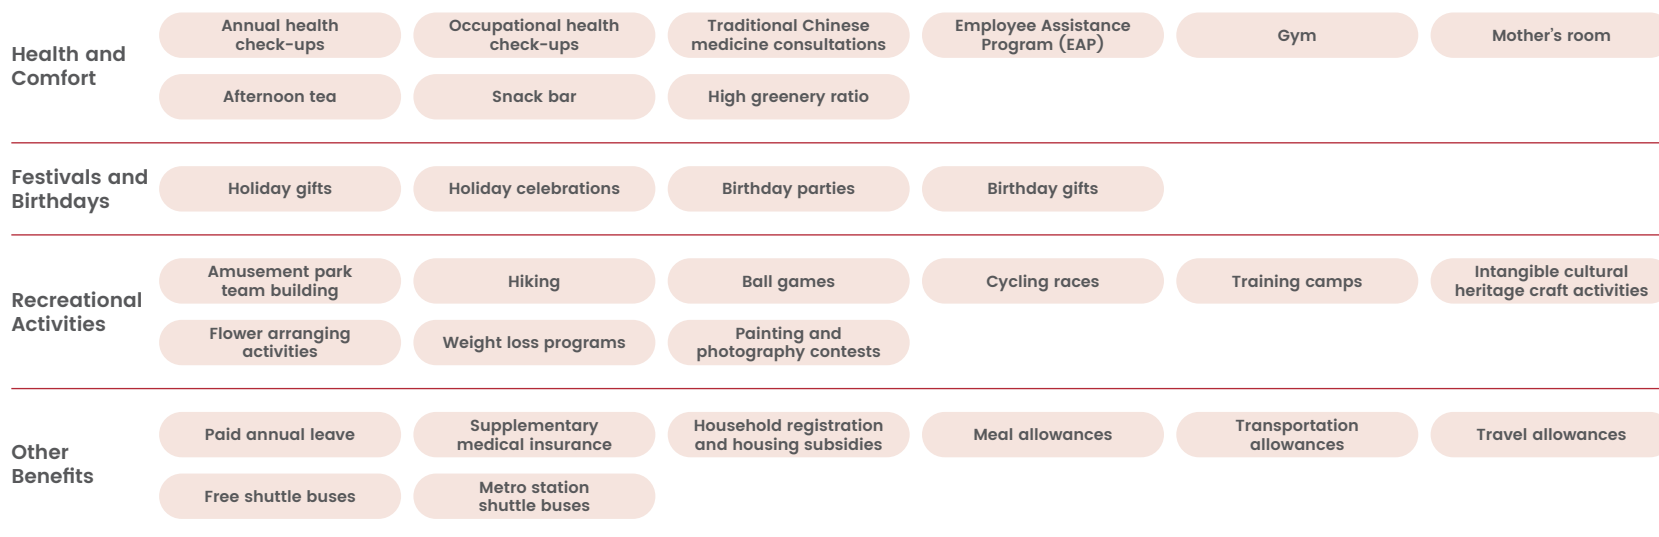 Health and
Comfort
Annual health
check-ups
Occupational health
check-ups
Traditional Chinese
medicine consultations
Employee Assistance
Program (EAP)
Gym
Mother's room
Afternoon tea
Snack bar
High greenery ratio
Festivals and
Birthdays
Holiday gifts
Holiday celebrations
Birthday parties
Birthday gifts
Recreational
Activities
Amusement park
team building
Hiking
Ball games
Cycling races
Training camps
Intangible cultural
heritage craft activities
Flower arranging
activities
Weight loss programs
Painting and
photography contests
Other
Benefits
Paid annual leave
Supplementary
medical insurance
Household registration
and housing subsidies
Meal allowances
Transportation
allowances
Travel allowances
Free shuttle buses
Metro station
shuttle buses